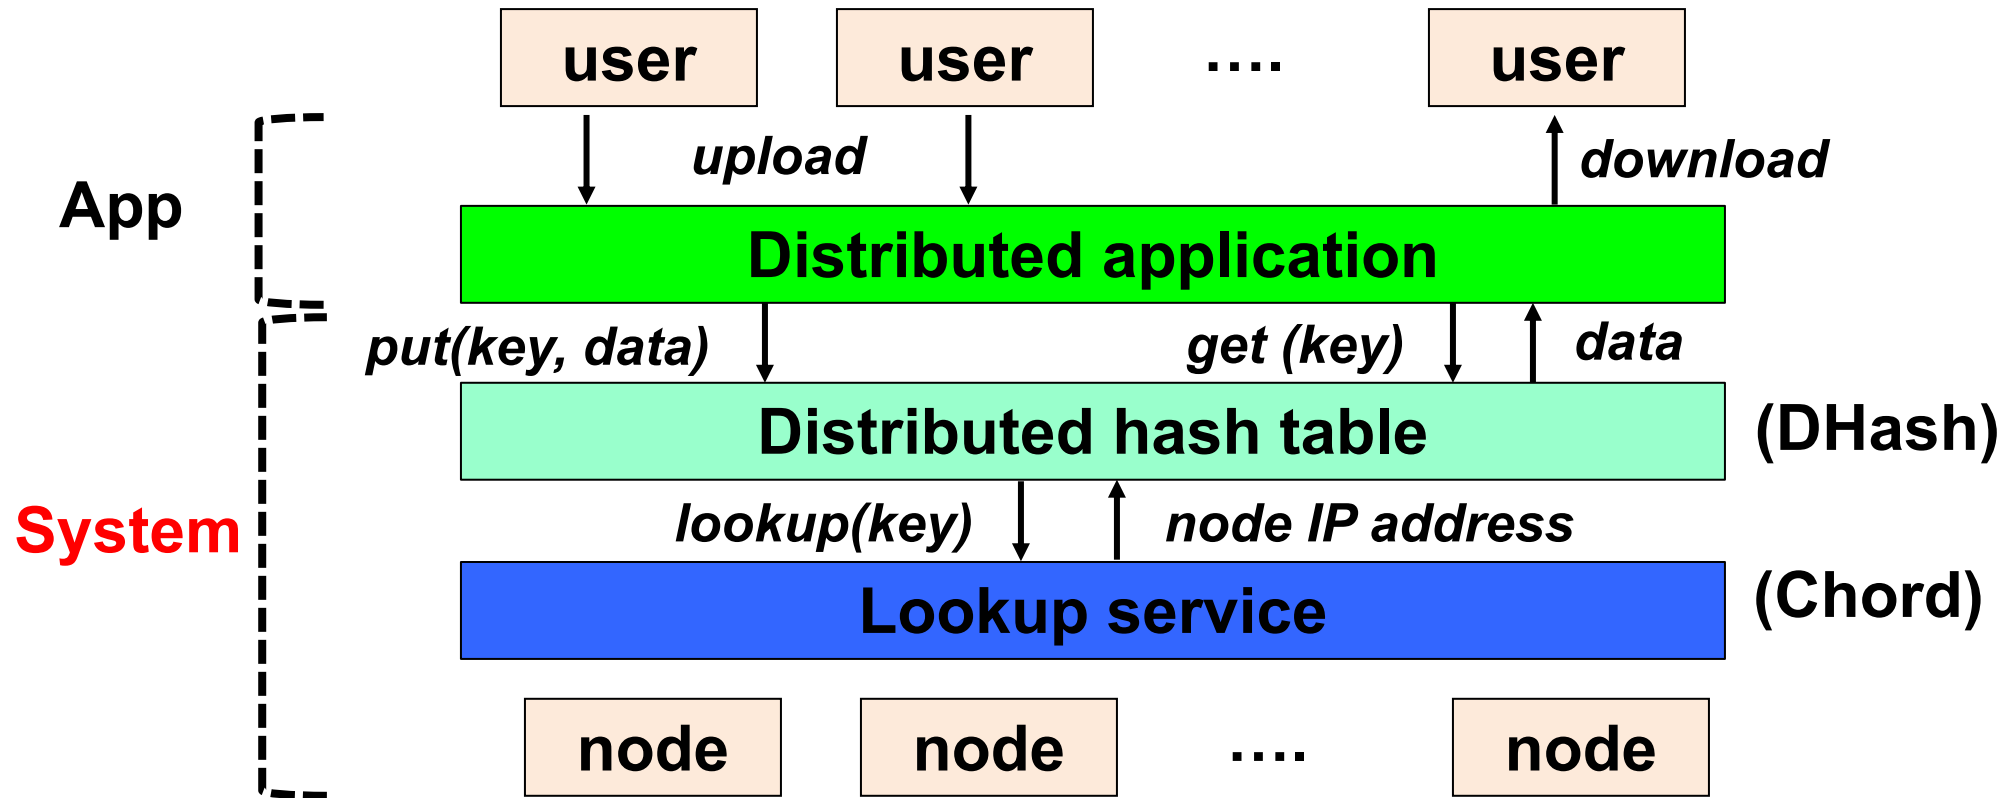 user user .... user
upload download
App
Distributed application
put(key, data) get (key) data
Distributed hash table (DHash)
System
lookup(key) node IP address
Lookup service (Chord)
node node .... node